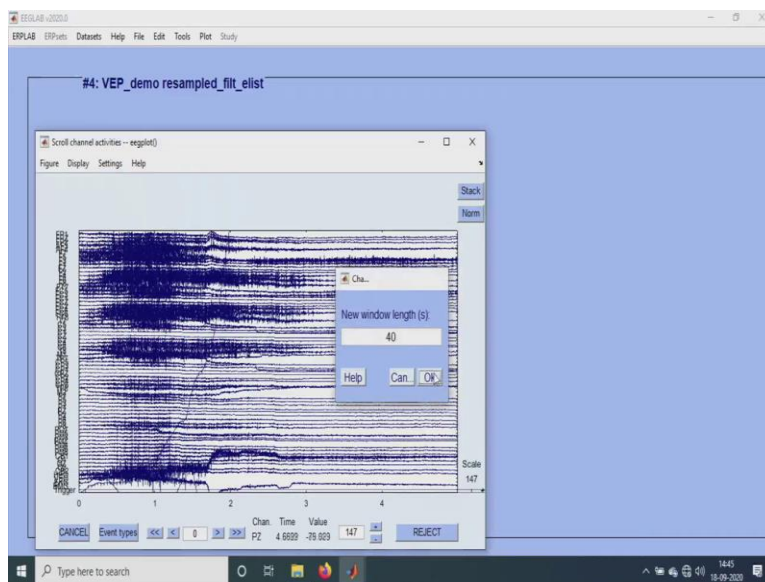 EEGLAB v2020.0
ERPLAB ERPsets Datasets Help File Edit Tools Plot Study
#4: VEP_demo resampled_filt_elist
Scroll channel activities -- eegplot()
Figure Display Settings Help
Stack
Norm
Cha...
New window length (s):
40
Help Can... Ok
Trigger
Scale
147
0 1 2 3 4
Chan. Time Value
CANCEL Event types << < 0 > >> PZ 4.6699 -79.929 147 + - REJECT
Type here to search
14:45
18-09-2020